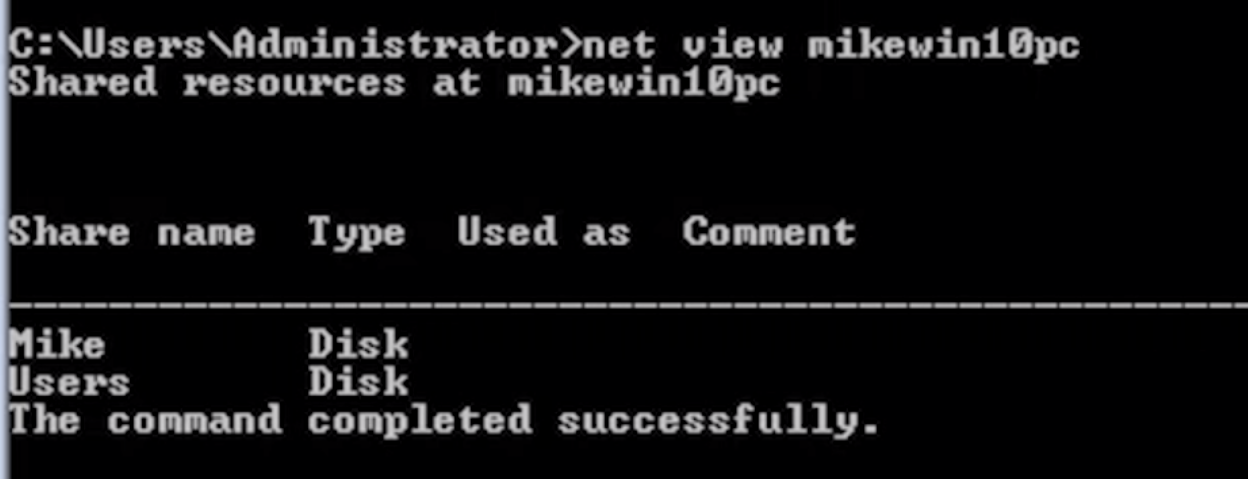 C:\Users\Administrator>net view mikewin10pc
Shared resources at mikewin10pc
Share name  Type  Used as  Comment
-------------------------------------------------
Mike        Disk
Users       Disk
The command completed successfully.